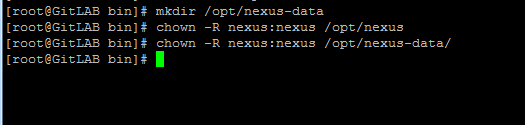 [root@GitLAB bin]# mkdir /opt/nexus-data
[root@GitLAB bin]# chown -R nexus:nexus /opt/nexus
[root@GitLAB bin]# chown -R nexus:nexus /opt/nexus-data/
[root@GitLAB bin]#